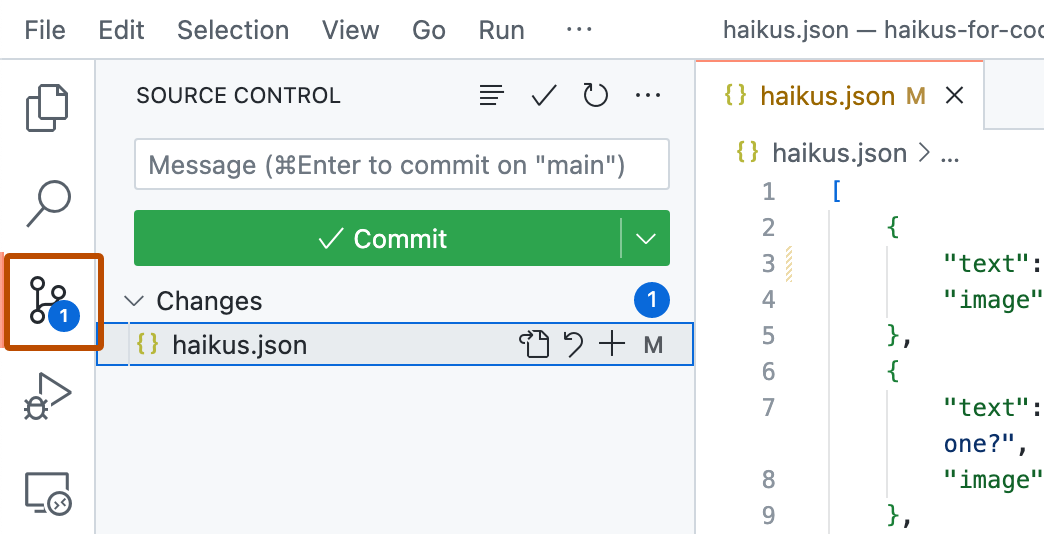 File Edit Selection View Go Run ···
haikus.json — haikus-for-cod
SOURCE CONTROL
Message (⌘Enter to commit on "main")
Commit
1
Changes 1
haikus.json M
{} haikus.json M
{} haikus.json > ...
1 [
2 {
3 "text":
4 "image"
5 },
6 {
7 "text":
one?",
8 "image"
9 },